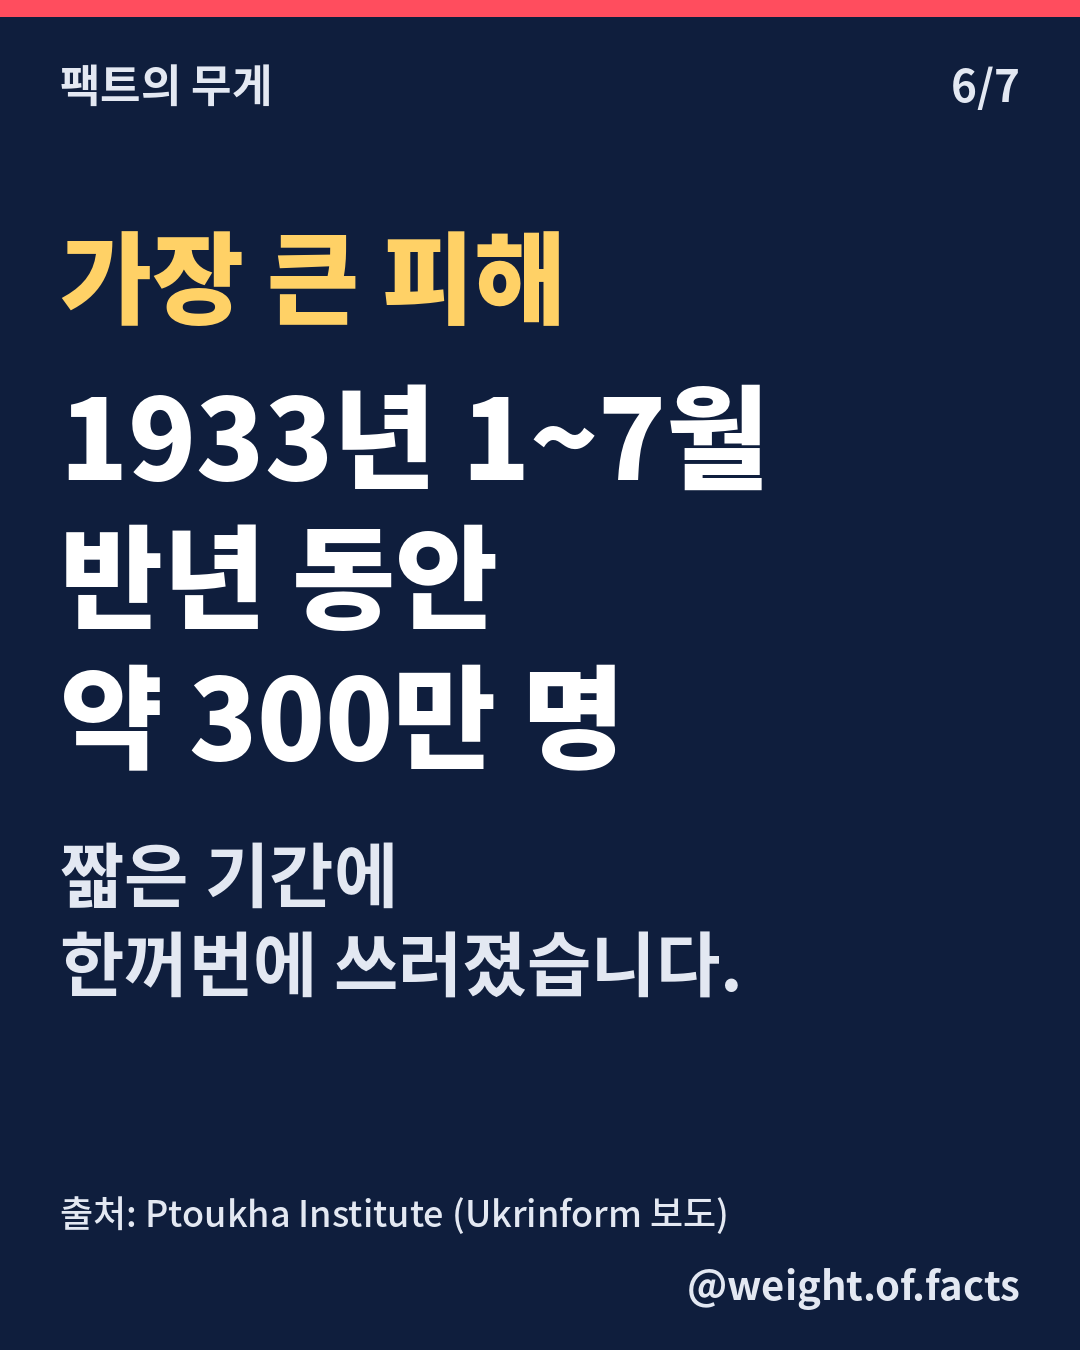 팩트의 무게
6/7
가장 큰 피해
1933년 1~7월
반년 동안
약 300만 명
짧은 기간에
한꺼번에 쓰러졌습니다.
출처: Ptoukha Institute (Ukrinform 보도)
@weight.of.facts